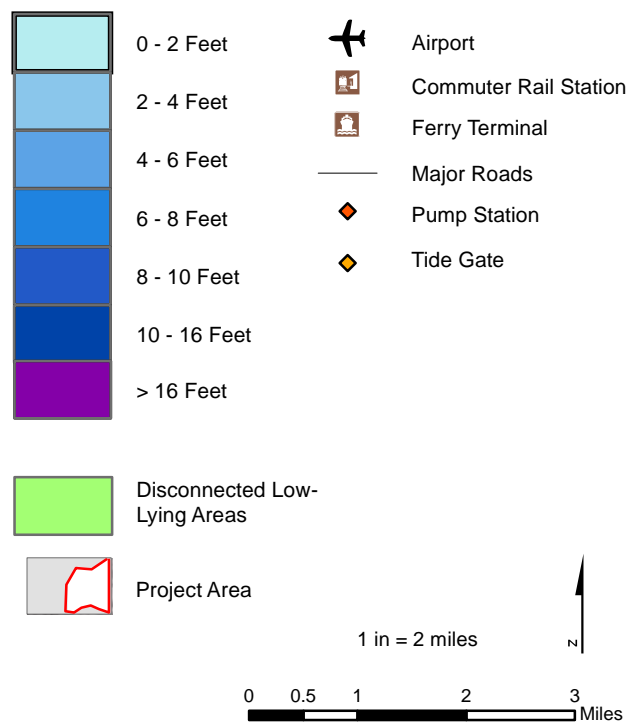 0 - 2 Feet
2 - 4 Feet
4 - 6 Feet
6 - 8 Feet
8 - 10 Feet
10 - 16 Feet
> 16 Feet
Disconnected Low-
Lying Areas
Project Area
Airport
Commuter Rail Station
Ferry Terminal
Major Roads
Pump Station
Tide Gate
1 in = 2 miles
N
0 0.5 1 2 3
Miles